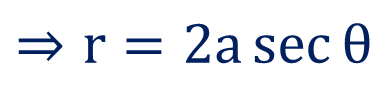 ⇒ r = 2a sec θ